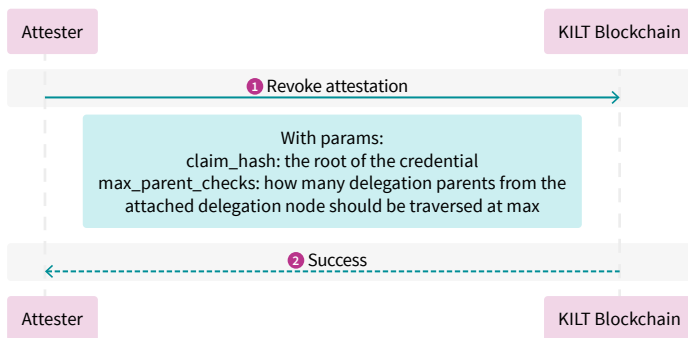 Attester
KILT Blockchain
1 Revoke attestation
With params:
claim_hash: the root of the credential
max_parent_checks: how many delegation parents from the
attached delegation node should be traversed at max
2 Success
Attester
KILT Blockchain